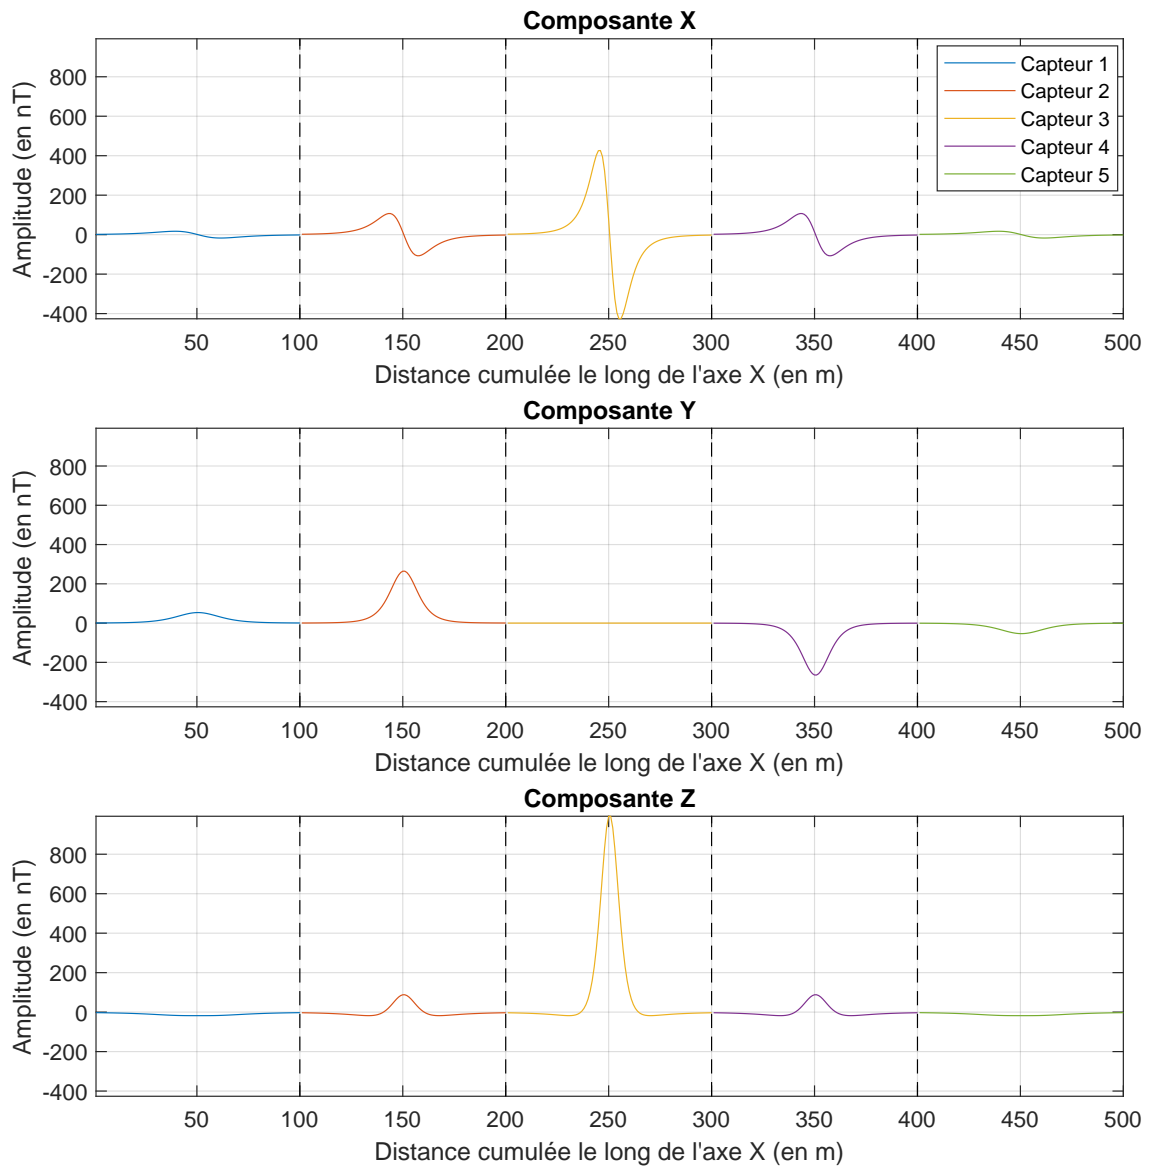 Composante X
800
600
400
200
0
-200
-400
Amplitude (en nT)
Capteur 1
Capteur 2
Capteur 3
Capteur 4
Capteur 5
50 100 150 200 250 300 350 400 450 500
Distance cumulée le long de l'axe X (en m)
Composante Y
800
600
400
200
0
-200
-400
Amplitude (en nT)
50 100 150 200 250 300 350 400 450 500
Distance cumulée le long de l'axe X (en m)
Composante Z
800
600
400
200
0
-200
-400
Amplitude (en nT)
50 100 150 200 250 300 350 400 450 500
Distance cumulée le long de l'axe X (en m)